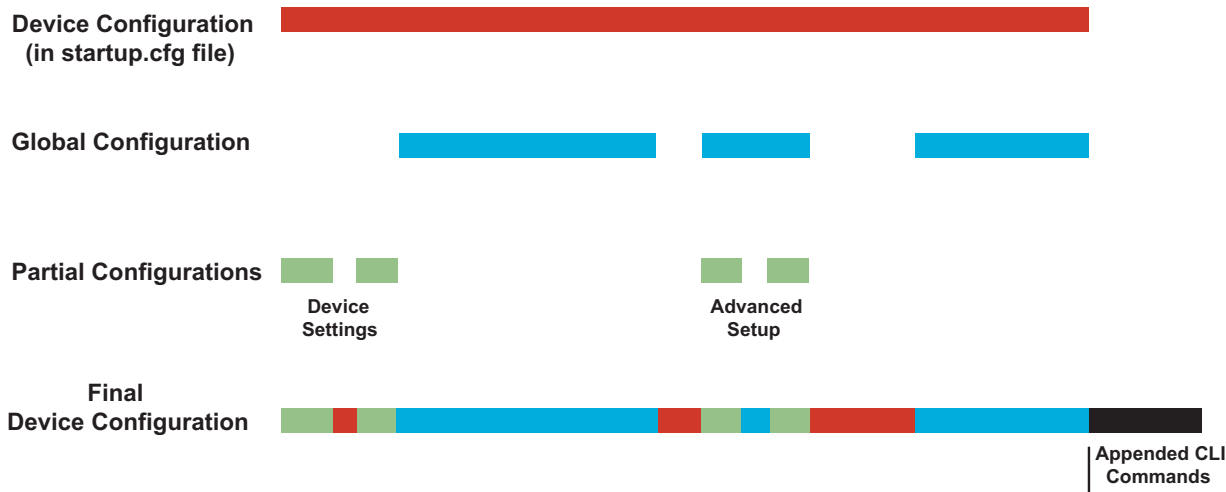 Device Configuration
(in startup.cfg file)
Global Configuration
Partial Configurations
Device
Settings
Advanced
Setup
Final
Device Configuration
Appended CLI
Commands